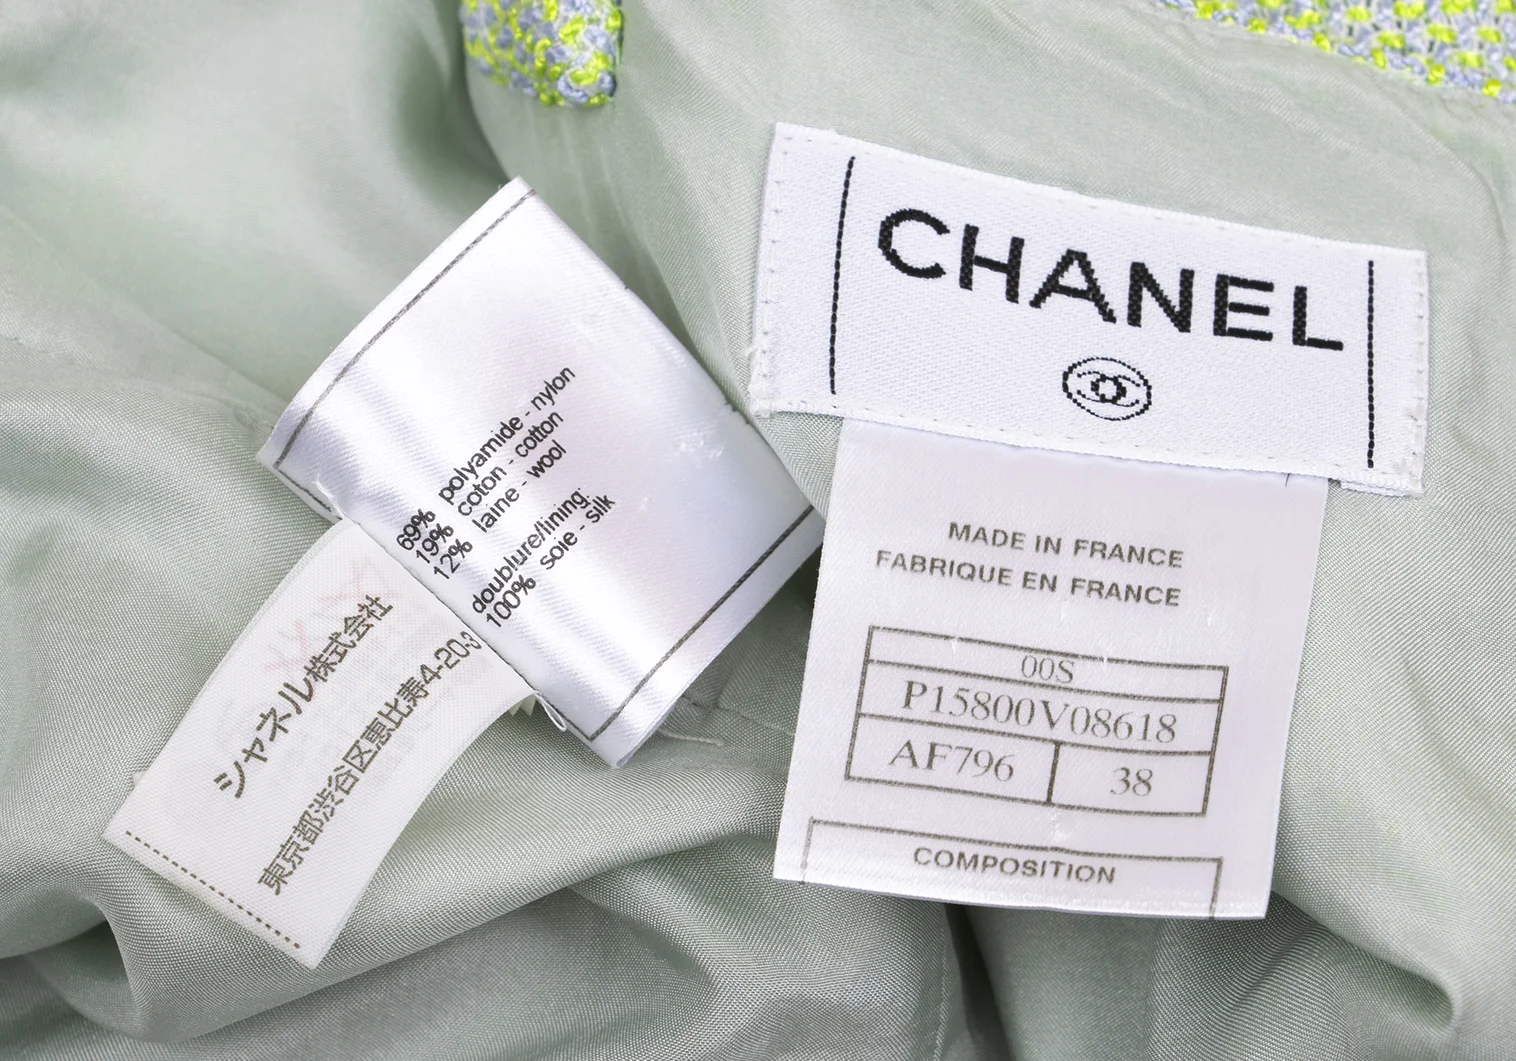 69% polyamide - nylon
19% coton - cotton
12% laine - wool
doublure/lining:
100% soie - silk
シャネル株式会社
東京都渋谷区恵比寿4-20-3
CHANEL
MADE IN FRANCE
FABRIQUE EN FRANCE
00S
P15800V08618
AF796 38
COMPOSITION